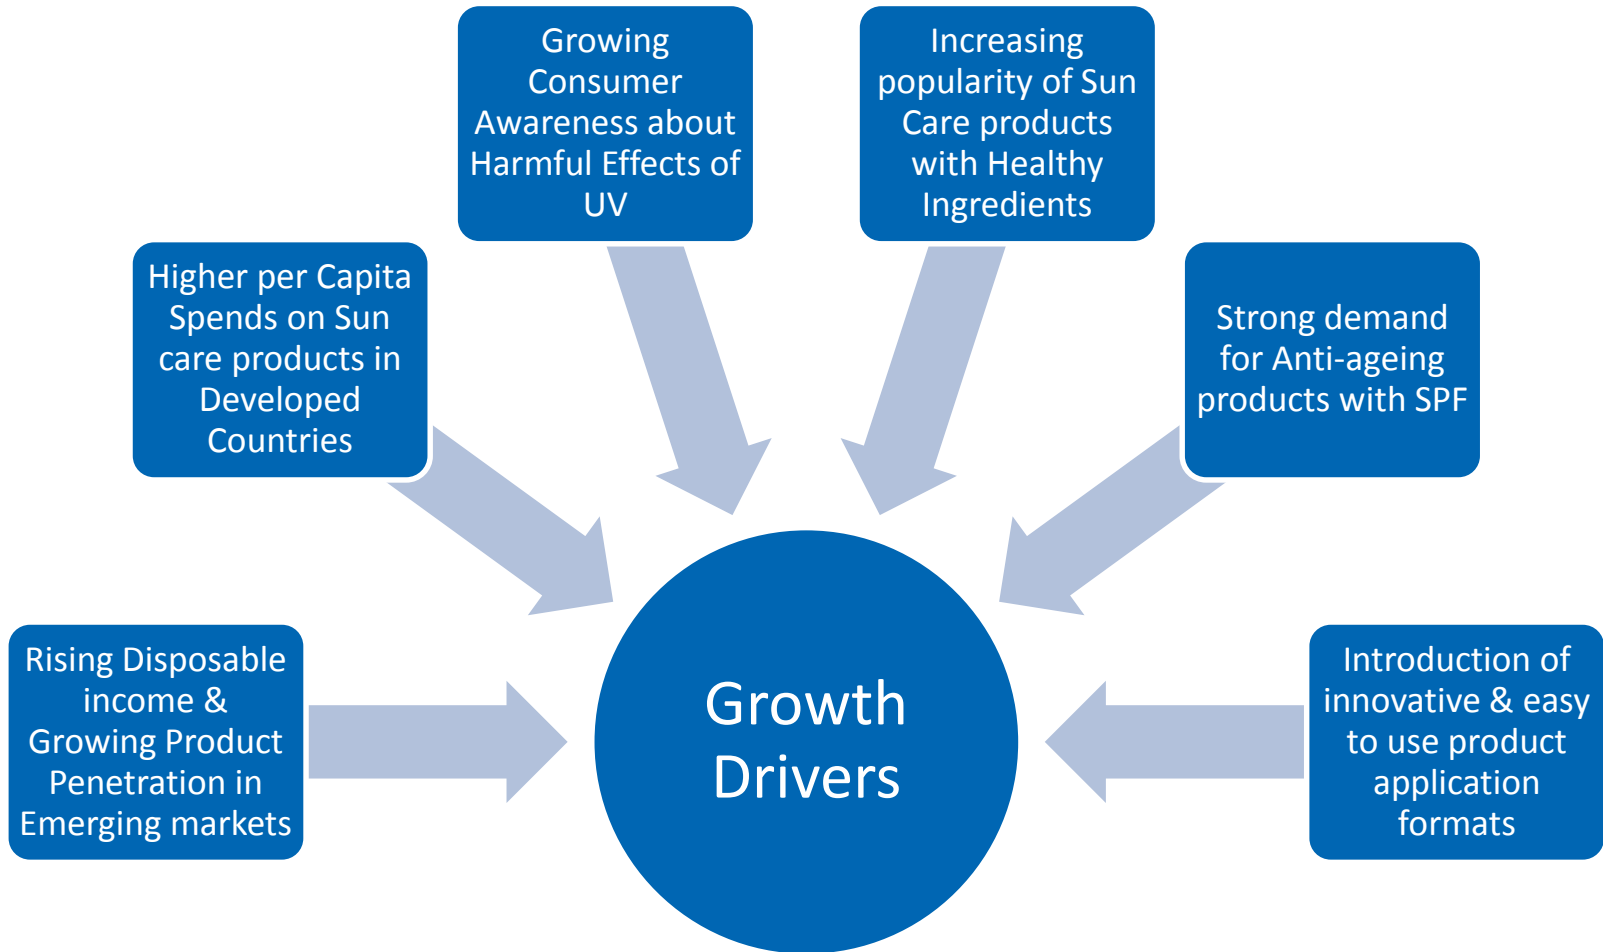 Growing
Consumer
Awareness about
Harmful Effects of
UV
Increasing
popularity of Sun
Care products
with Healthy
Ingredients
Higher per Capita
Spends on Sun
care products in
Developed
Countries
Strong demand
for Anti-ageing
products with SPF
Rising Disposable
income &
Growing Product
Penetration in
Emerging markets
Growth
Drivers
Introduction of
innovative & easy
to use product
application
formats